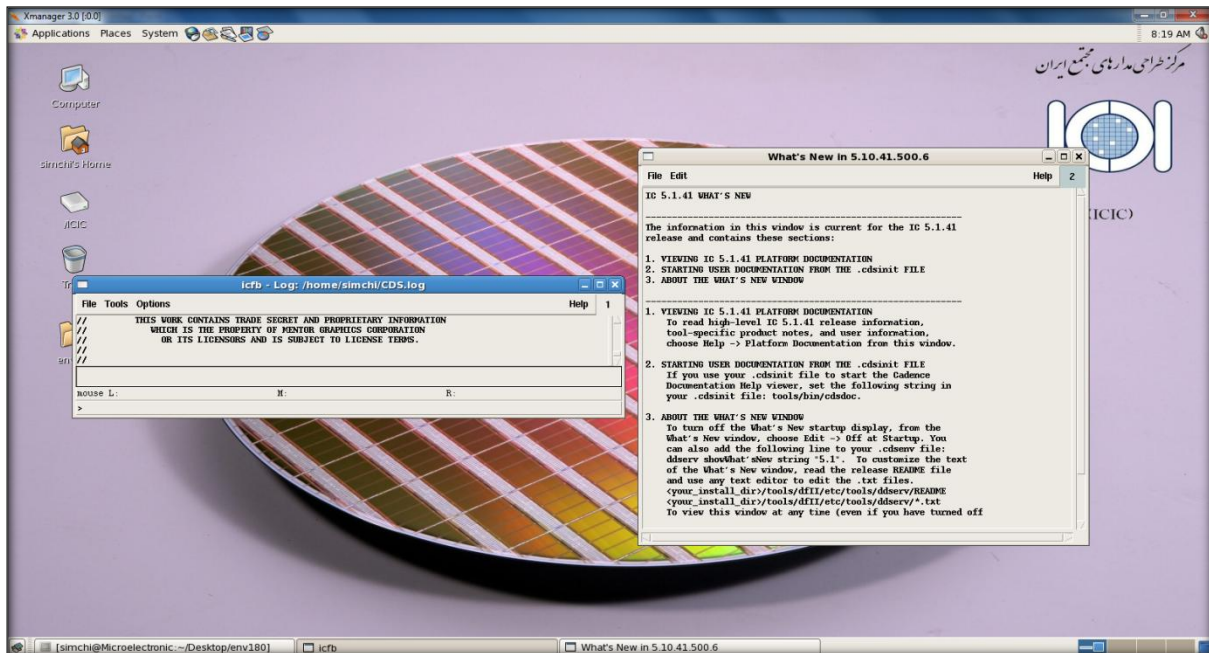 Xmanager 3.0 [:0.0]
Applications Places System
8:19 AM
مرکز طراحی مدارهای مجتمع ایران
Computer
simchi's Home
/ICIC
(ICIC)
What's New in 5.10.41.500.6
File Edit
Help 2
IC 5.1.41 WHAT'S NEW
The information in this window is current for the IC 5.1.41
release and contains these sections:
1. VIEWING IC 5.1.41 PLATFORM DOCUMENTATION
2. STARTING USER DOCUMENTATION FROM THE .cdsinit FILE
3. ABOUT THE WHAT'S NEW WINDOW
1. VIEWING IC 5.1.41 PLATFORM DOCUMENTATION
To read high-level IC 5.1.41 release information,
tool-specific product notes, and user information,
choose Help -> Platform Documentation from this window.
2. STARTING USER DOCUMENTATION FROM THE .cdsinit FILE
If you use your .cdsinit file to start the Cadence
Documentation Help viewer, set the following string in
your .cdsinit file: tools/bin/cdsdoc.
3. ABOUT THE WHAT'S NEW WINDOW
To turn off the What's New startup display, from the
What's New window, choose Edit -> Off at Startup. You
can also add the following line to your .cdsenv file:
ddserv showWhat'sNew string "5.1". To customize the text
of the What's New window, read the release README file
and use any text editor to edit the .txt files.
<your_install_dir>/tools/dfII/etc/tools/ddserv/README
<your_install_dir>/tools/dfII/etc/tools/ddserv/*.txt
To view this window at any time (even if you have turned off
icfb - Log: /home/simchi/CDS.log
File Tools Options
Help 1
// THIS WORK CONTAINS TRADE SECRET AND PROPRIETARY INFORMATION
// WHICH IS THE PROPERTY OF MENTOR GRAPHICS CORPORATION
// OR ITS LICENSORS AND IS SUBJECT TO LICENSE TERMS.
//
//
mouse L: M: R:
>
[simchi@Microelectronic:~/Desktop/env180]
icfb
What's New in 5.10.41.500.6